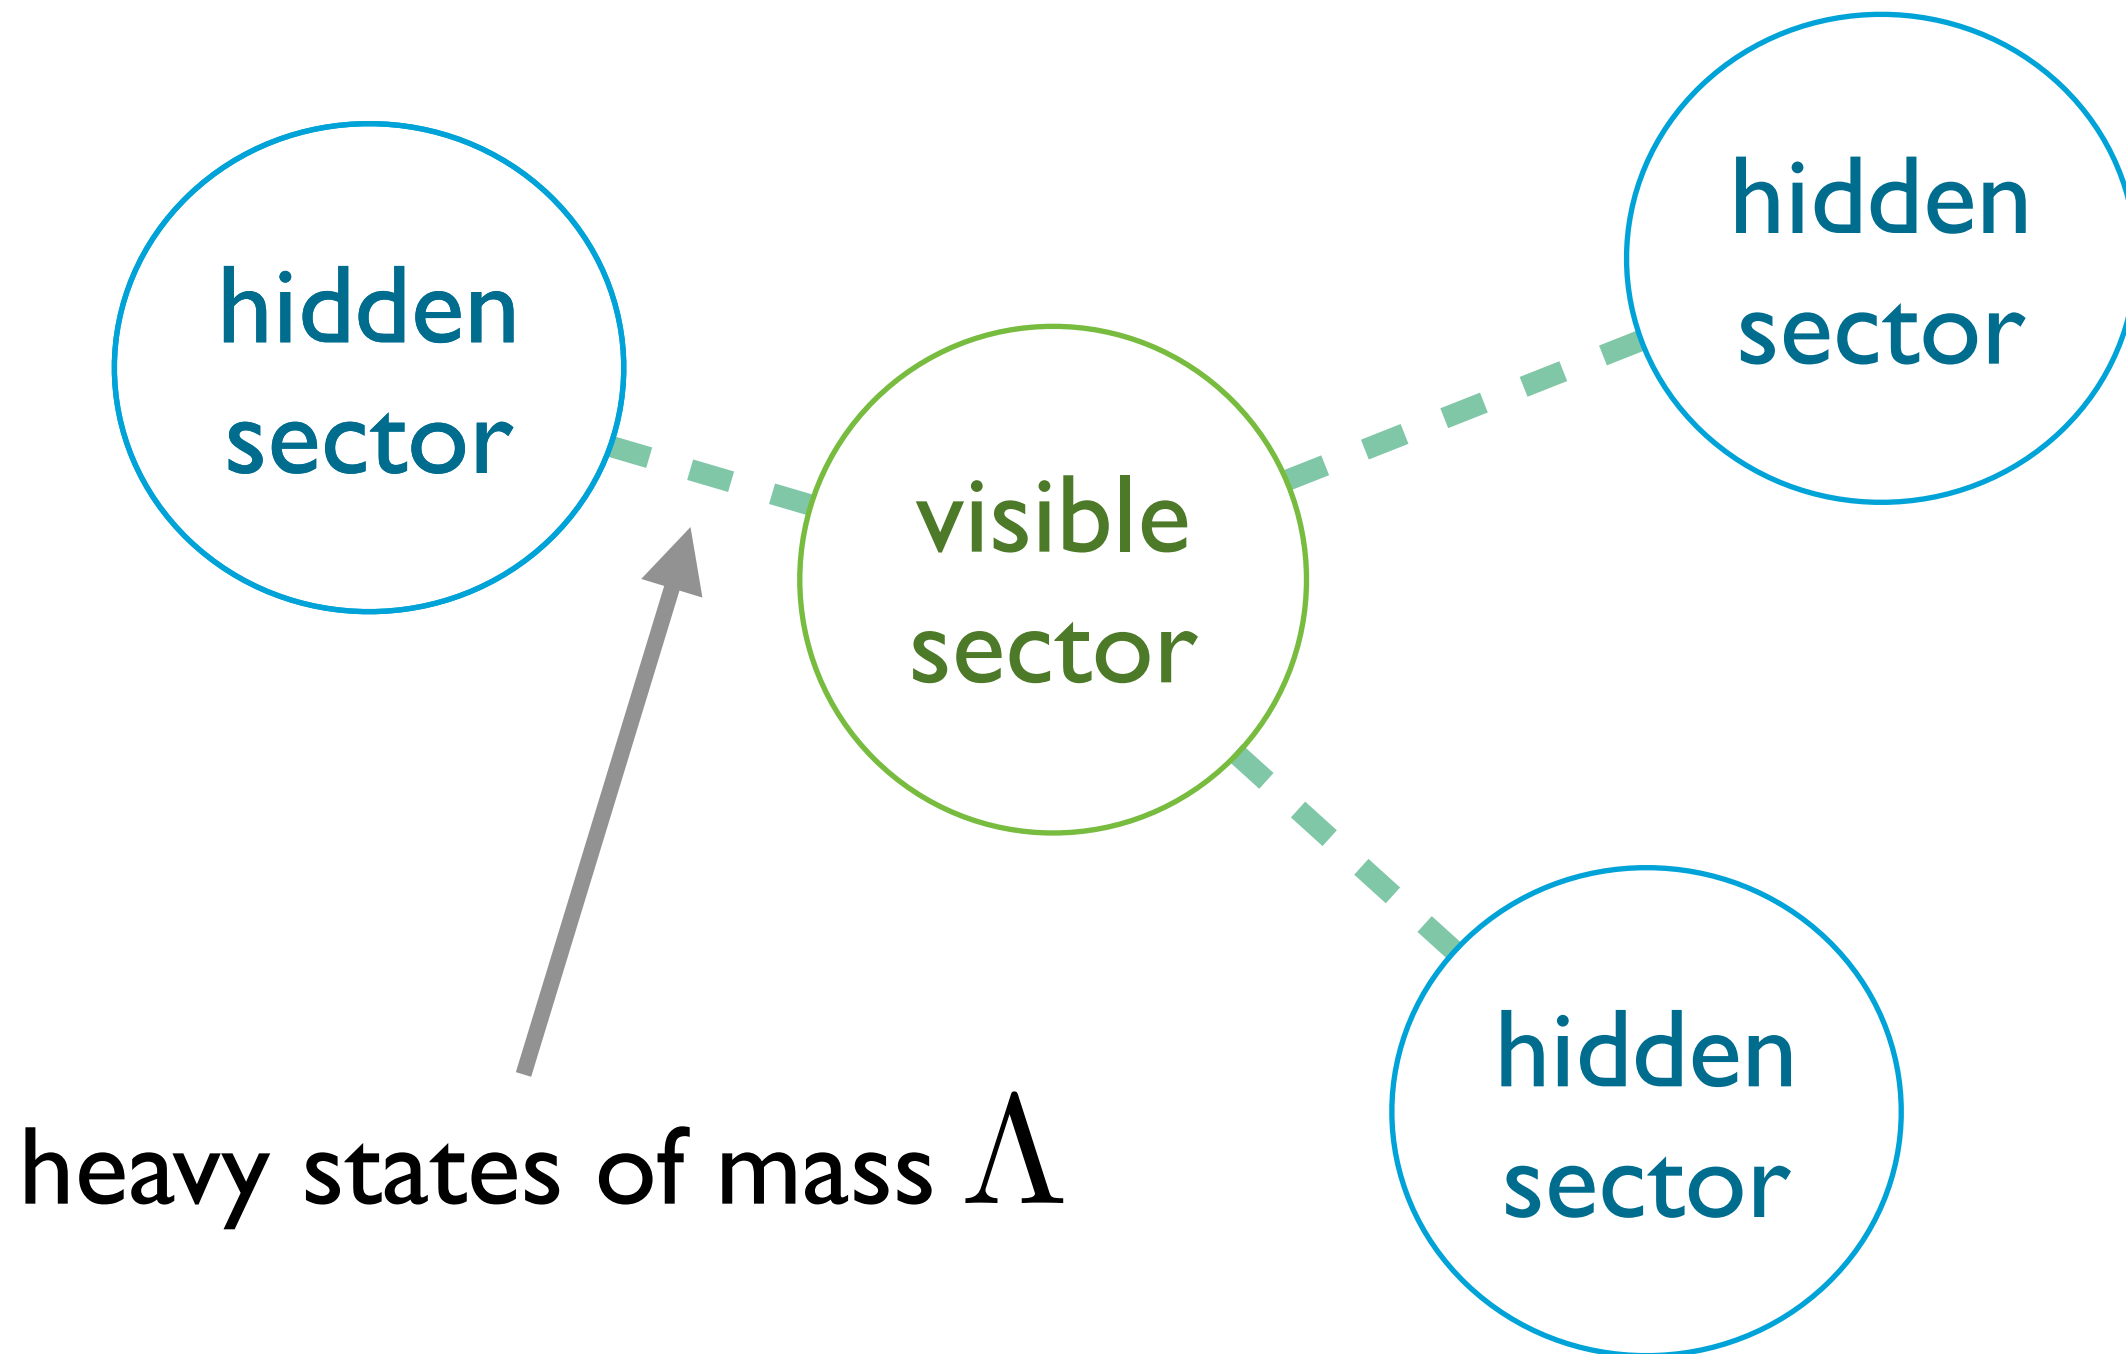 hidden
sector
hidden
sector
visible
sector
hidden
sector
heavy states of mass Λ